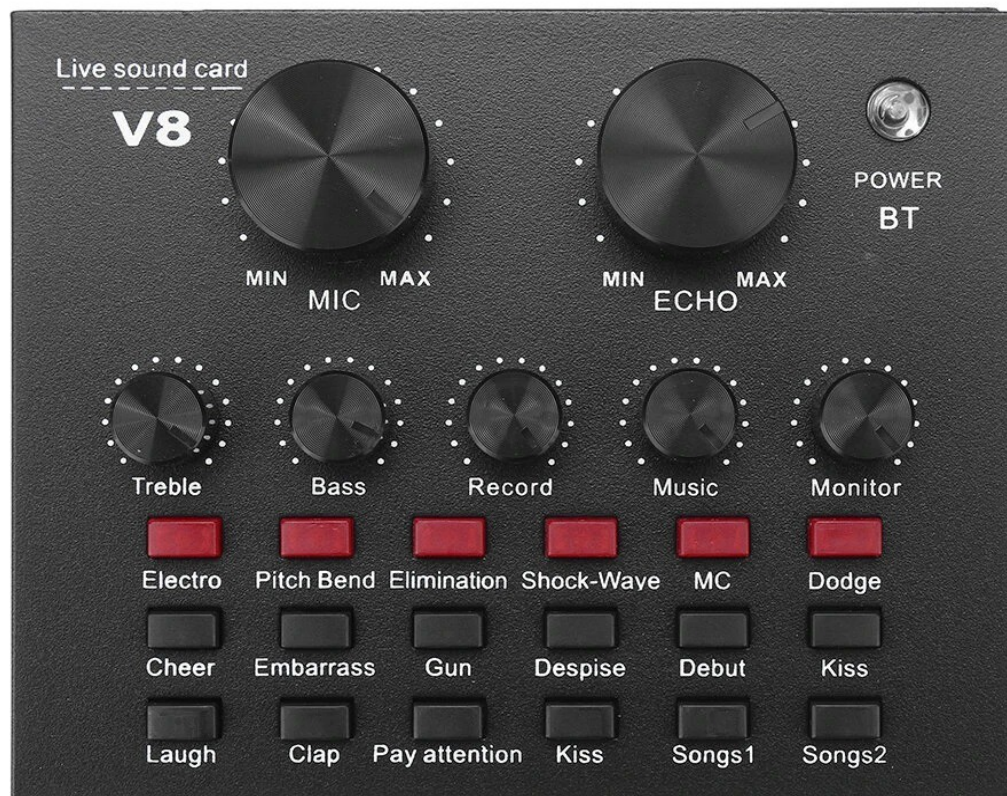 Live sound card
V8
POWER
BT
MIN MAX MIN MAX
MIC ECHO
Treble Bass Record Music Monitor
Electro Pitch Bend Elimination Shock-Wave MC Dodge
Cheer Embarrass Gun Despise Debut Kiss
Laugh Clap Pay attention Kiss Songs1 Songs2